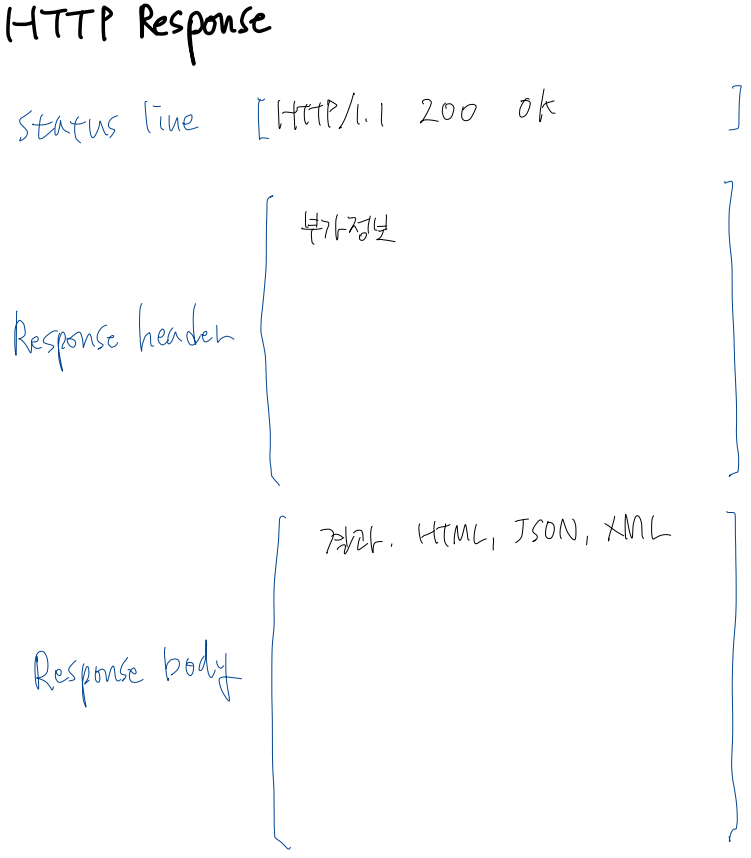 HTTP Response
status line [HTTP/1.1 200 ok ]
부가정보
Response header
결과. HTML, JSON, XML
Response body